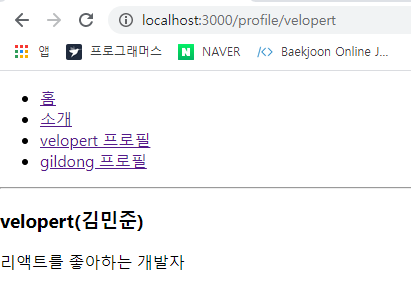 localhost:3000/profile/velopert
앱 프로그래머스 N NAVER </> Baekjoon Online J...
홈
소개
velopert 프로필
gildong 프로필
velopert(김민준)
리액트를 좋아하는 개발자